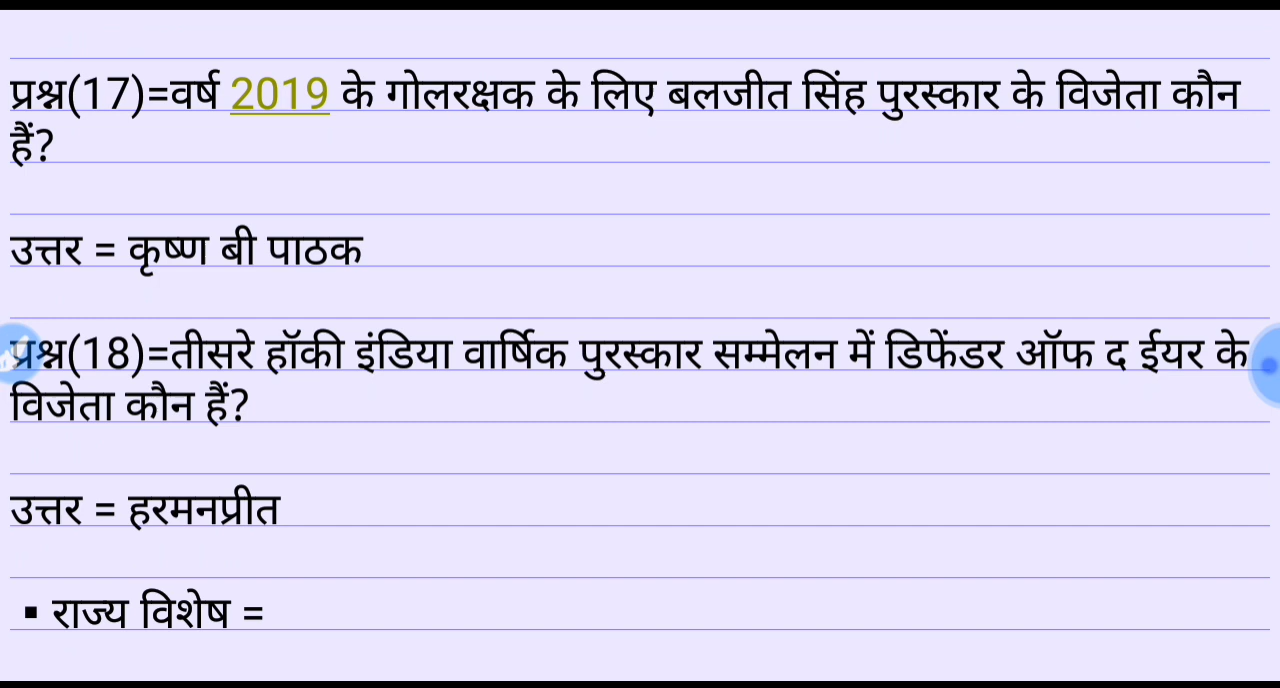 प्रश्न(17)=वर्ष 2019 के गोलरक्षक के लिए बलजीत सिंह पुरस्कार के विजेता कौन
हैं?
उत्तर = कृष्ण बी पाठक
प्रश्न(18)=तीसरे हॉकी इंडिया वार्षिक पुरस्कार सम्मेलन में डिफेंडर ऑफ द ईयर के
विजेता कौन हैं?
उत्तर = हरमनप्रीत
▪ राज्य विशेष =